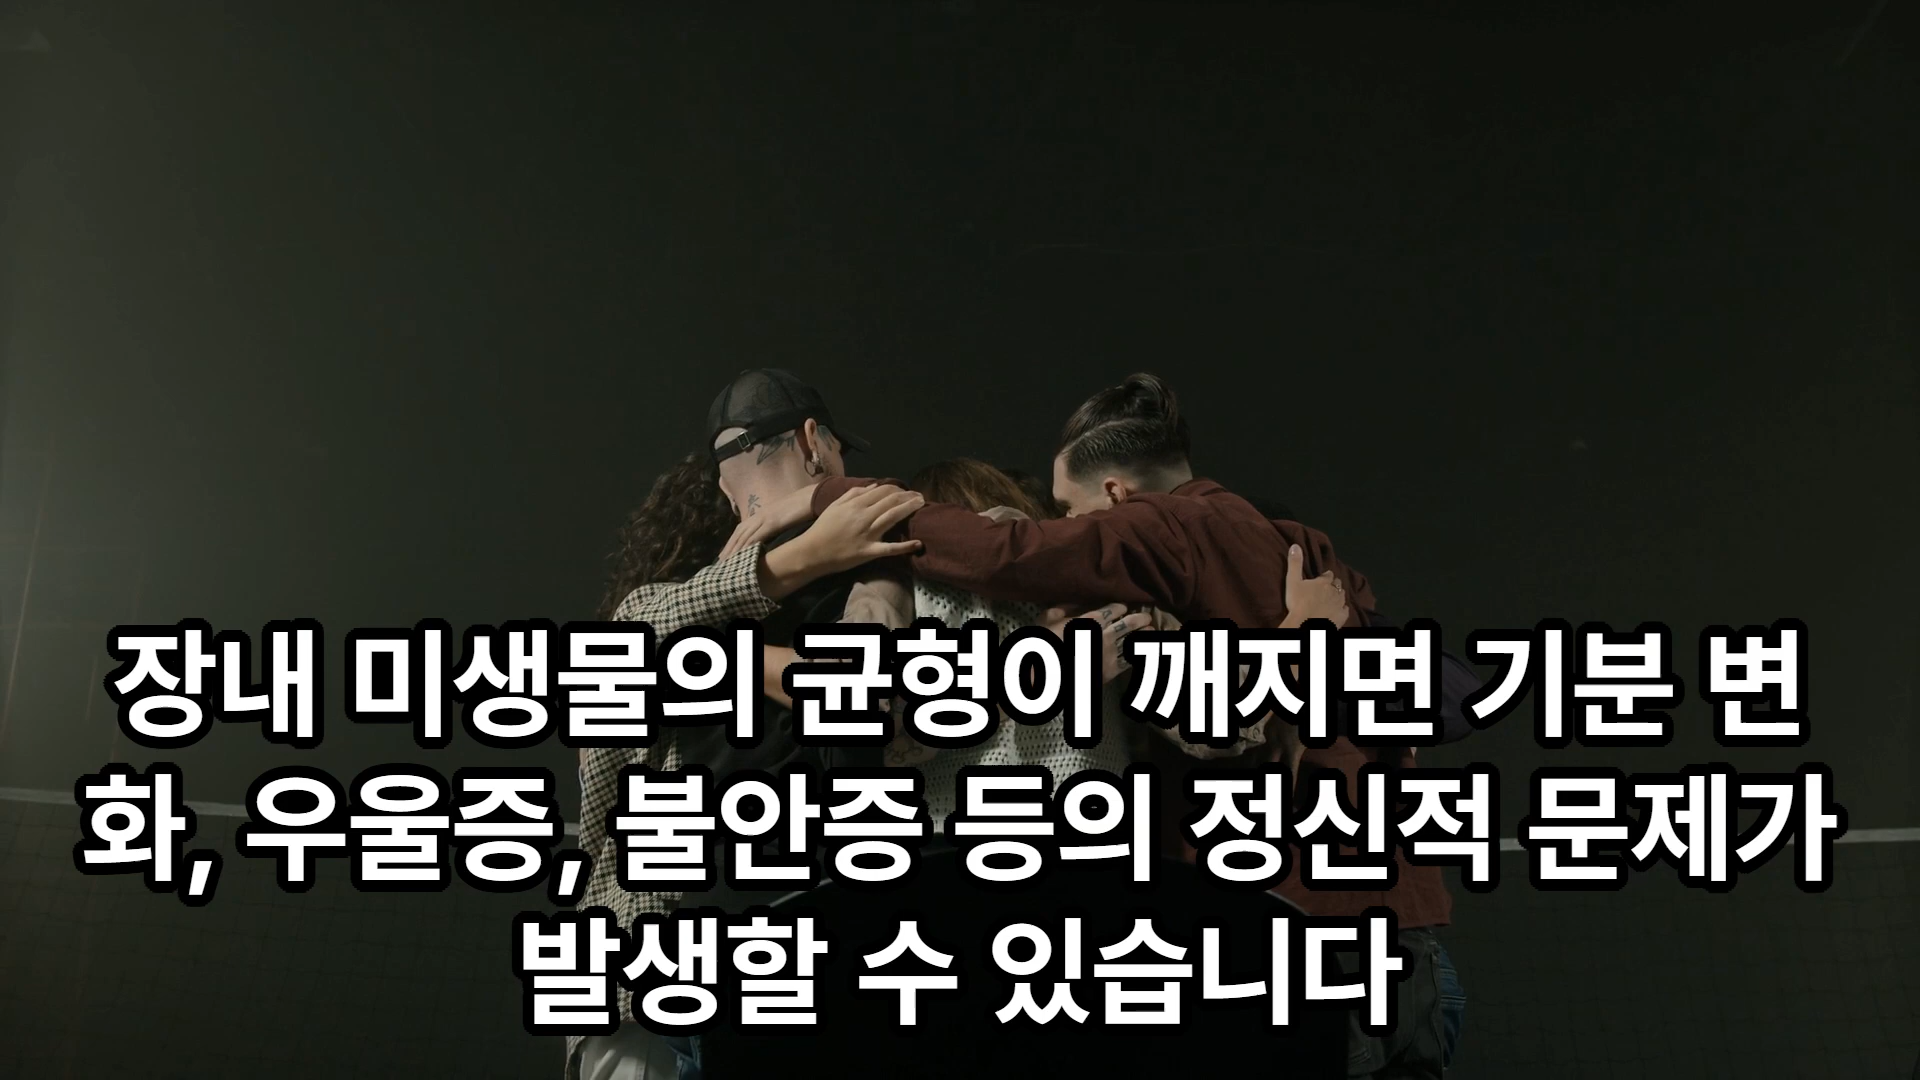 장내 미생물의 균형이 깨지면 기분 변
화, 우울증, 불안증 등의 정신적 문제가
발생할 수 있습니다